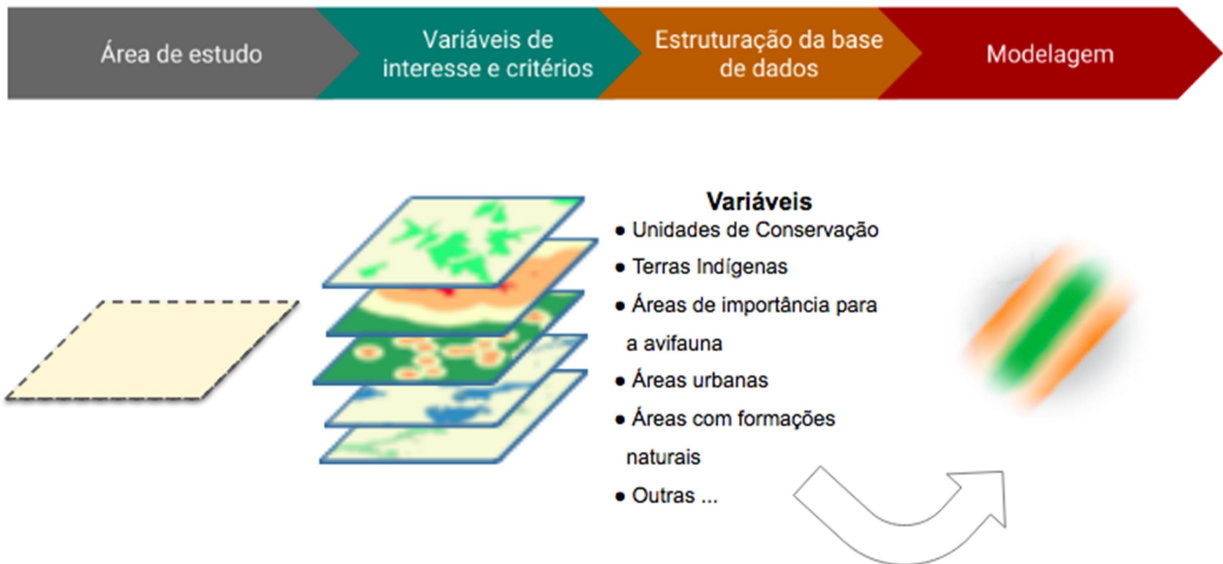 Área de estudo
Variáveis de
interesse e critérios
Estruturação da base
de dados
Modelagem
Variáveis
● Unidades de Conservação
● Terras Indígenas
● Áreas de importância para
a avifauna
● Áreas urbanas
● Áreas com formações
naturais
● Outras ...